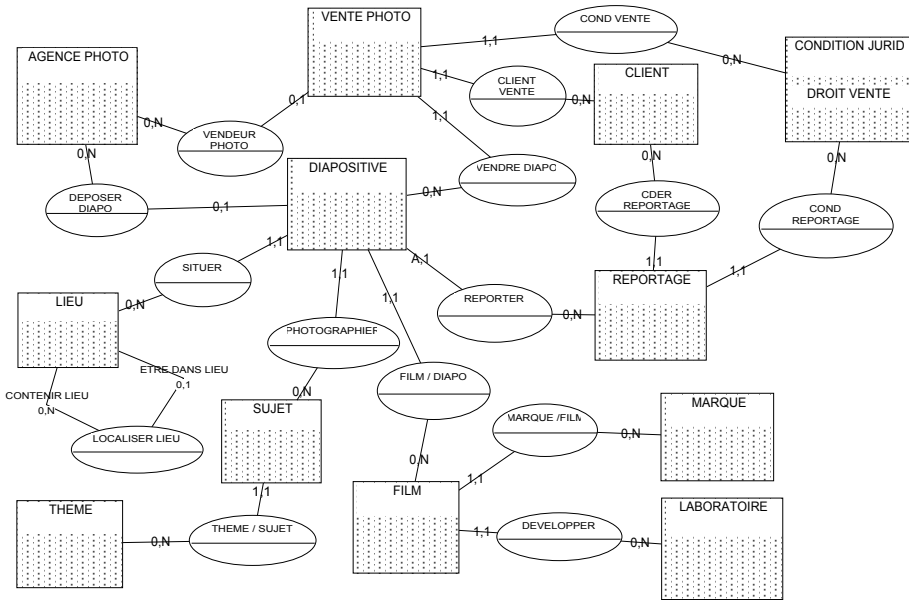 VENTE PHOTO
COND VENTE
1,1
AGENCE PHOTO
CONDITION JURID
DROIT VENTE
0,N
1,1
CLIENT
VENTE
0,N
CLIENT
0,1
1,1
0,N
VENDEUR
PHOTO
0,N
DIAPOSITIVE
VENDRE DIAPO
0,N
0,N
0,N
DEPOSER
DIAPO
0,1
CDER
REPORTAGE
COND
REPORTAGE
1,1
SITUER
1,1
A,1
1,1
1,1
REPORTAGE
LIEU
0,N
1,1
REPORTER
0,N
PHOTOGRAPHIER
ETRE DANS LIEU
0,1
FILM / DIAPO
CONTENIR LIEU
0,N
0,N
SUJET
MARQUE
LOCALISER LIEU
MARQUE /FILM
0,N
0,N
1,1
1,1
FILM
THEME
LABORATOIRE
0,N
THEME / SUJET
1,1
DEVELOPPER
0,N